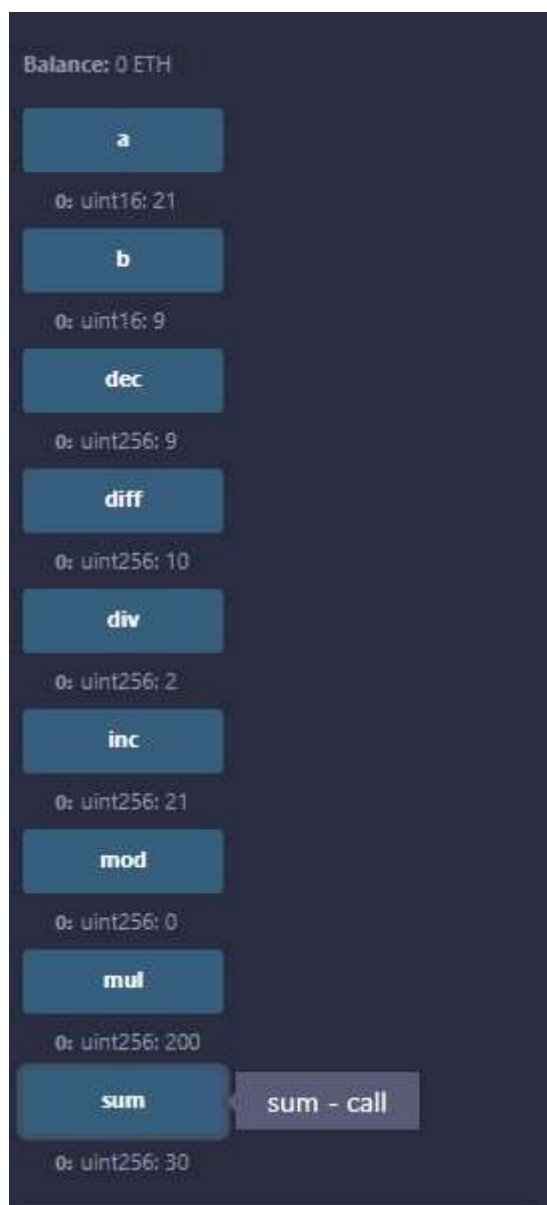 Balance: 0 ETH
a
0: uint16: 21
b
0: uint16: 9
dec
0: uint256: 9
diff
0: uint256: 10
div
0: uint256: 2
inc
0: uint256: 21
mod
0: uint256: 0
mul
0: uint256: 200
sum sum - call
0: uint256: 30